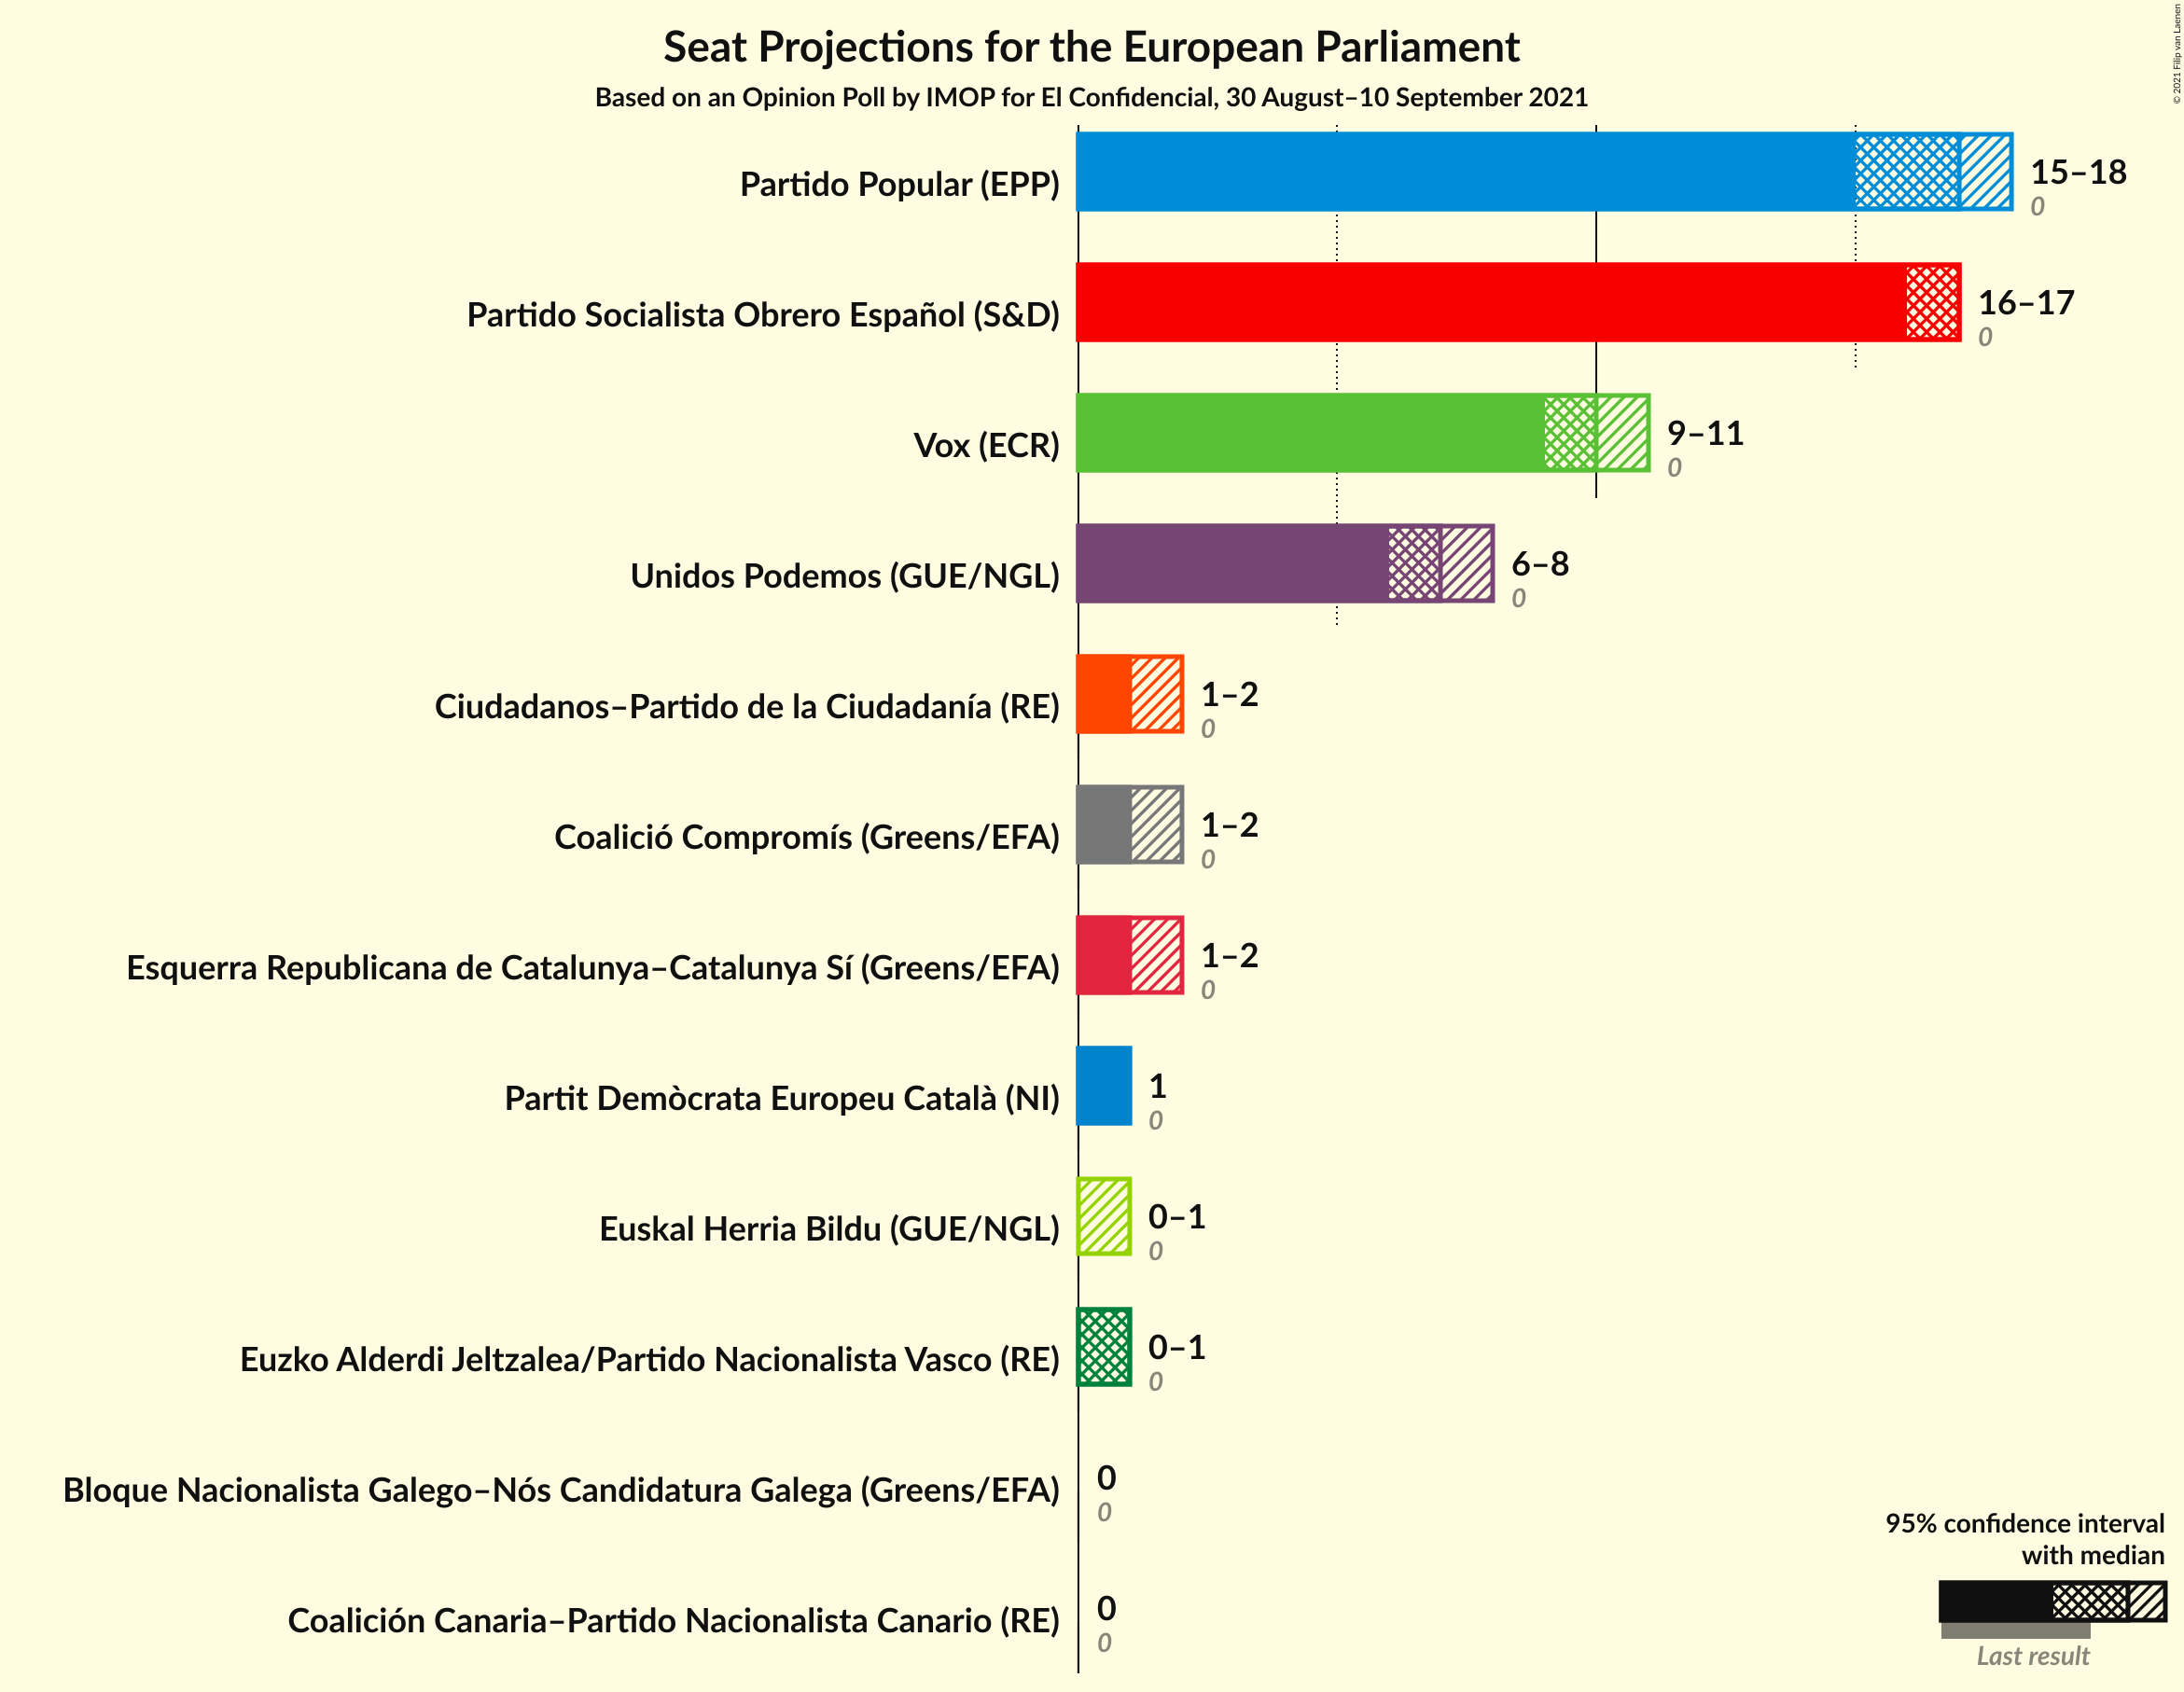 Seat Projections for the European Parliament
Based on an Opinion Poll by IMOP for El Confidencial, 30 August–10 September 2021
© 2021 Filip van Laenen
Partido Popular (EPP)
15–18
0
Partido Socialista Obrero Español (S&D)
16–17
0
Vox (ECR)
9–11
0
Unidos Podemos (GUE/NGL)
6–8
0
Ciudadanos–Partido de la Ciudadanía (RE)
1–2
0
Coalició Compromís (Greens/EFA)
1–2
0
Esquerra Republicana de Catalunya–Catalunya Sí (Greens/EFA)
1–2
0
Partit Demòcrata Europeu Català (NI)
1
0
Euskal Herria Bildu (GUE/NGL)
0–1
0
Euzko Alderdi Jeltzalea/Partido Nacionalista Vasco (RE)
0–1
0
Bloque Nacionalista Galego–Nós Candidatura Galega (Greens/EFA)
0
0
Coalición Canaria–Partido Nacionalista Canario (RE)
0
0
95% confidence interval
with median
Last result